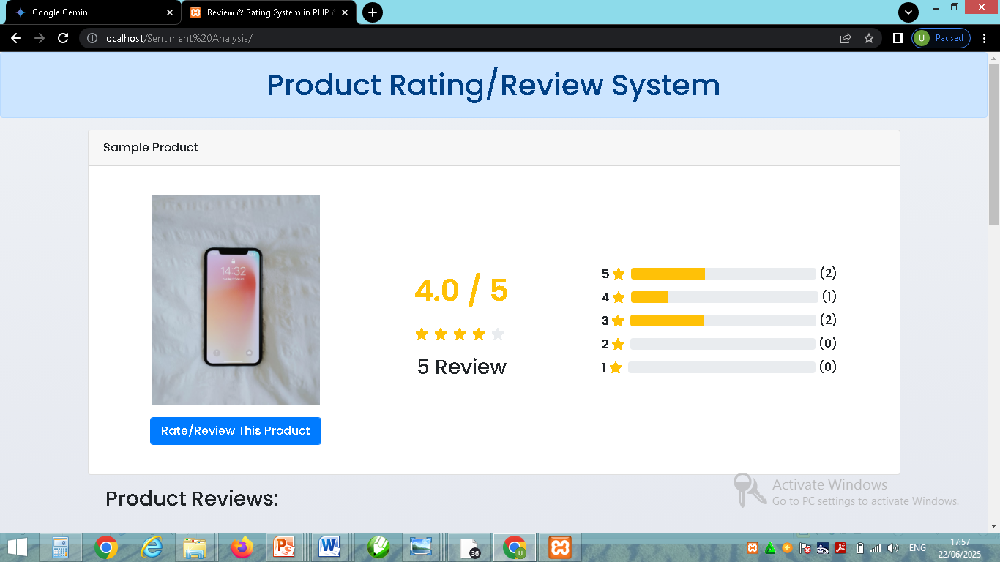 Google Gemini
Review & Rating System in PHP &
localhost/Sentiment%20Analysis/
U Paused
Product Rating/Review System
Sample Product
14:32
Rate/Review This Product
4.0 / 5
5 Review
5 (2)
4 (1)
3 (2)
2 (0)
1 (0)
Product Reviews:
Activate Windows
Go to PC settings to activate Windows.
36
U
ENG
17:57
22/06/2025